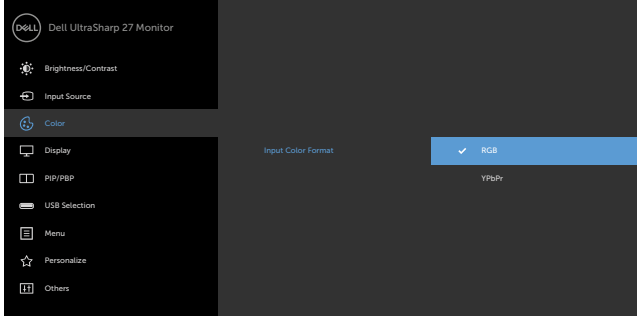 DELL Dell UltraSharp 27 Monitor
Brightness/Contrast
Input Source
Color
Display
Input Color Format
RGB
PIP/PBP
YPbPr
USB Selection
Menu
Personalize
Others